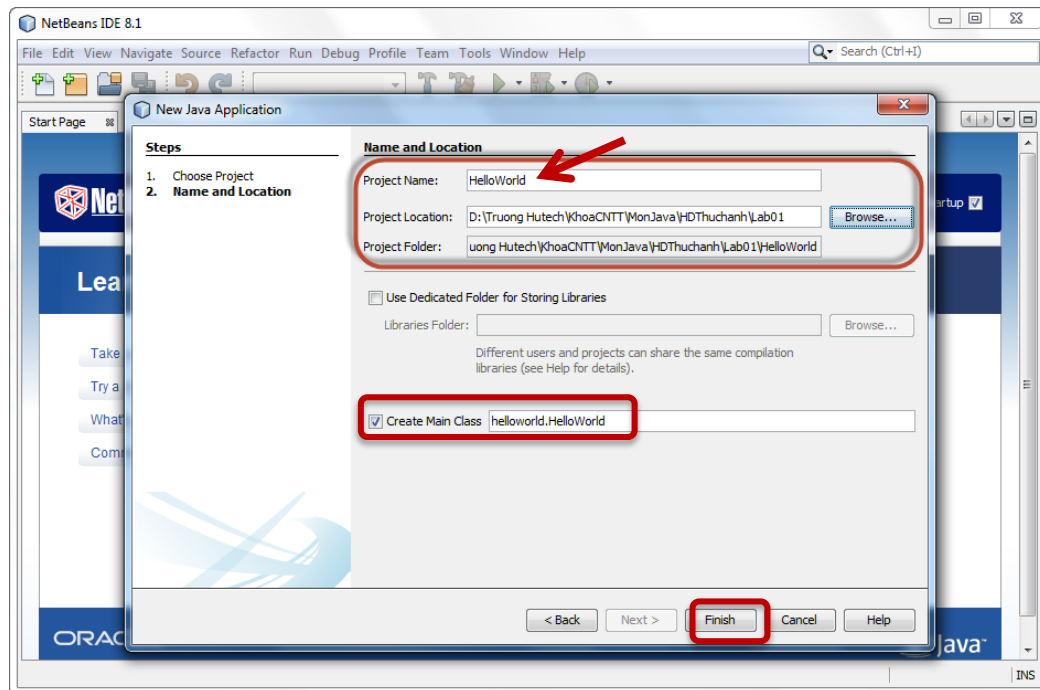 NetBeans IDE 8.1
File Edit View Navigate Source Refactor Run Debug Profile Team Tools Window Help
Search (Ctrl+I)
Start Page
New Java Application
Steps
1. Choose Project
2. Name and Location
Name and Location
Project Name: HelloWorld
Project Location: D:\Truong Hutech\KhoaCNTT\MonJava\HDThuchanh\Lab01 Browse...
Project Folder: uong Hutech\KhoaCNTT\MonJava\HDThuchanh\Lab01\HelloWorld
Use Dedicated Folder for Storing Libraries
Libraries Folder: Browse...
Different users and projects can share the same compilation
libraries (see Help for details).
Create Main Class helloworld.HelloWorld
< Back Next > Finish Cancel Help
Net
Lea
Take
Try a
What'
Com
artup
ORAC
Java
INS